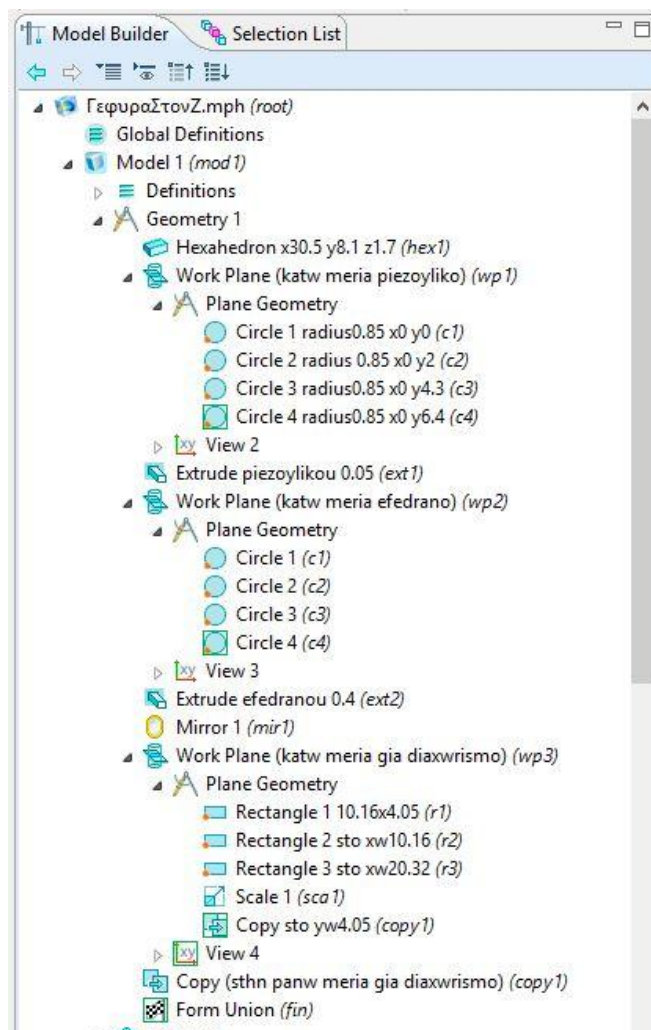 Model Builder Selection List
ΓεφυραΣτονΖ.mph (root)
Global Definitions
Model 1 (mod1)
Definitions
Geometry 1
Hexahedron x30.5 y8.1 z1.7 (hex1)
Work Plane (katw meria piezoyliko) (wp1)
Plane Geometry
Circle 1 radius0.85 x0 y0 (c1)
Circle 2 radius 0.85 x0 y2 (c2)
Circle 3 radius0.85 x0 y4.3 (c3)
Circle 4 radius0.85 x0 y6.4 (c4)
xy View 2
Extrude piezoylikou 0.05 (ext1)
Work Plane (katw meria efedrano) (wp2)
Plane Geometry
Circle 1 (c1)
Circle 2 (c2)
Circle 3 (c3)
Circle 4 (c4)
xy View 3
Extrude efedranou 0.4 (ext2)
Mirror 1 (mir1)
Work Plane (katw meria gia diaxwrismo) (wp3)
Plane Geometry
Rectangle 1 10.16x4.05 (r1)
Rectangle 2 sto xw10.16 (r2)
Rectangle 3 sto xw20.32 (r3)
Scale 1 (sca1)
Copy sto yw4.05 (copy1)
xy View 4
Copy (sthn panw meria gia diaxwrismo) (copy1)
Form Union (fin)